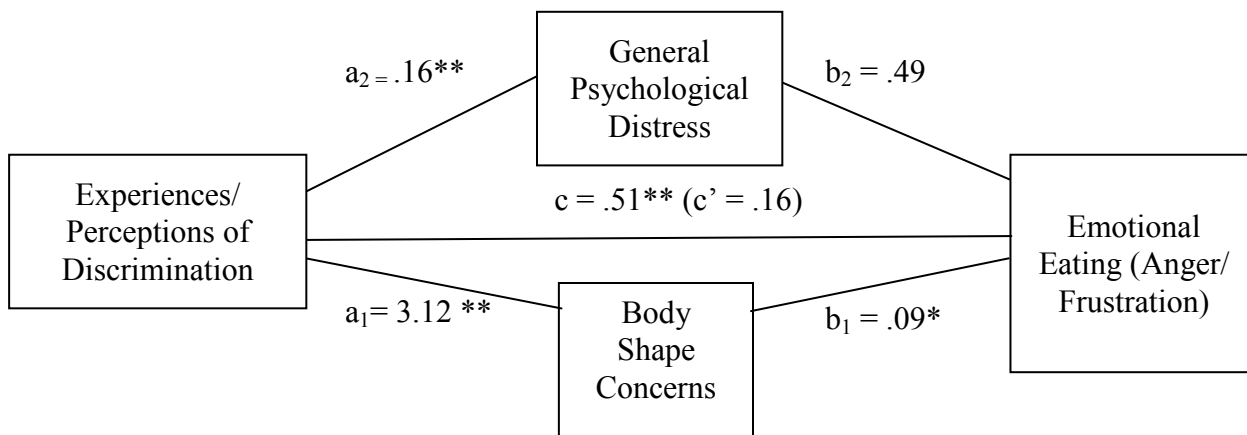 General
Psychological
Distress
a₂ = .16**
b₂ = .49
Experiences/
Perceptions of
Discrimination
c = .51** (c’ = .16)
Emotional
Eating (Anger/
Frustration)
a₁= 3.12 **
Body
Shape
Concerns
b₁ = .09*